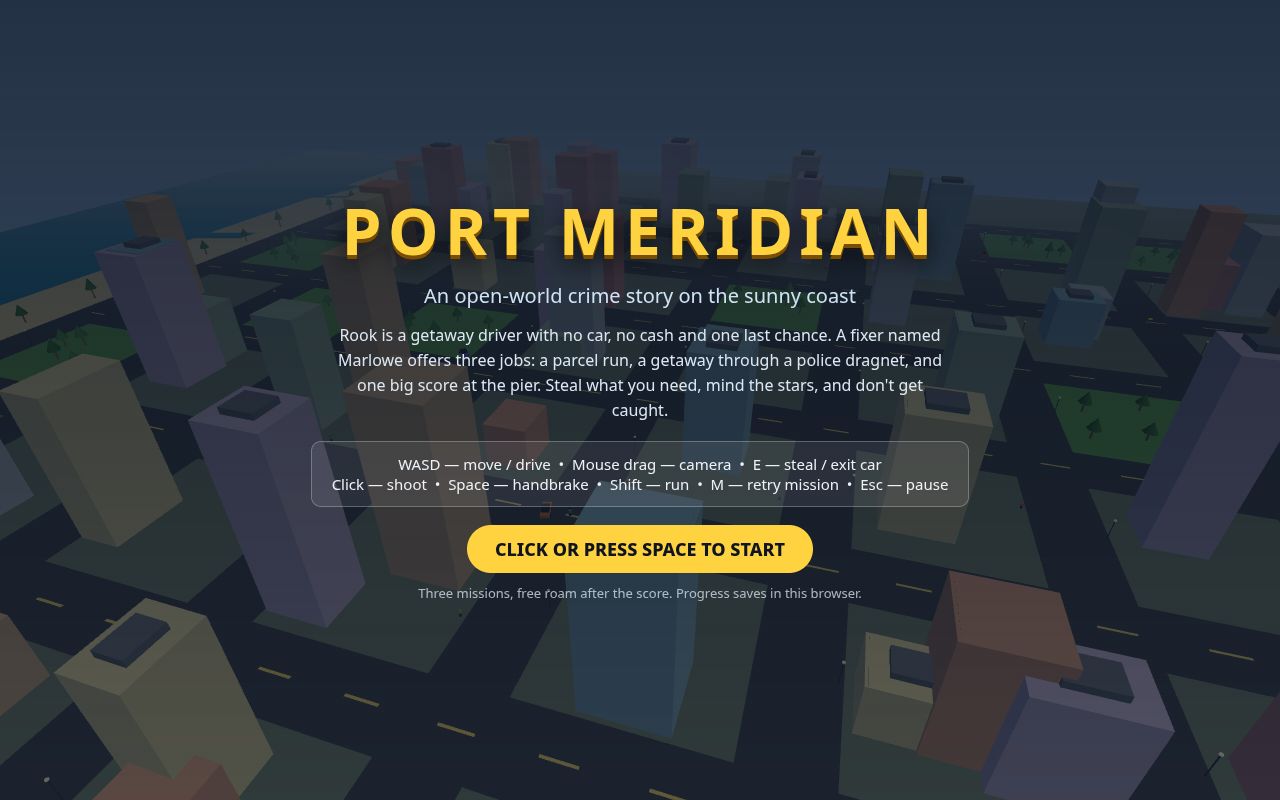 PORT MERIDIAN
An open-world crime story on the sunny coast
Rook is a getaway driver with no car, no cash and one last chance. A fixer named
Marlowe offers three jobs: a parcel run, a getaway through a police dragnet, and
one big score at the pier. Steal what you need, mind the stars, and don't get
caught.
WASD — move / drive • Mouse drag — camera • E — steal / exit car
Click — shoot • Space — handbrake • Shift — run • M — retry mission • Esc — pause
CLICK OR PRESS SPACE TO START
Three missions, free roam after the score. Progress saves in this browser.